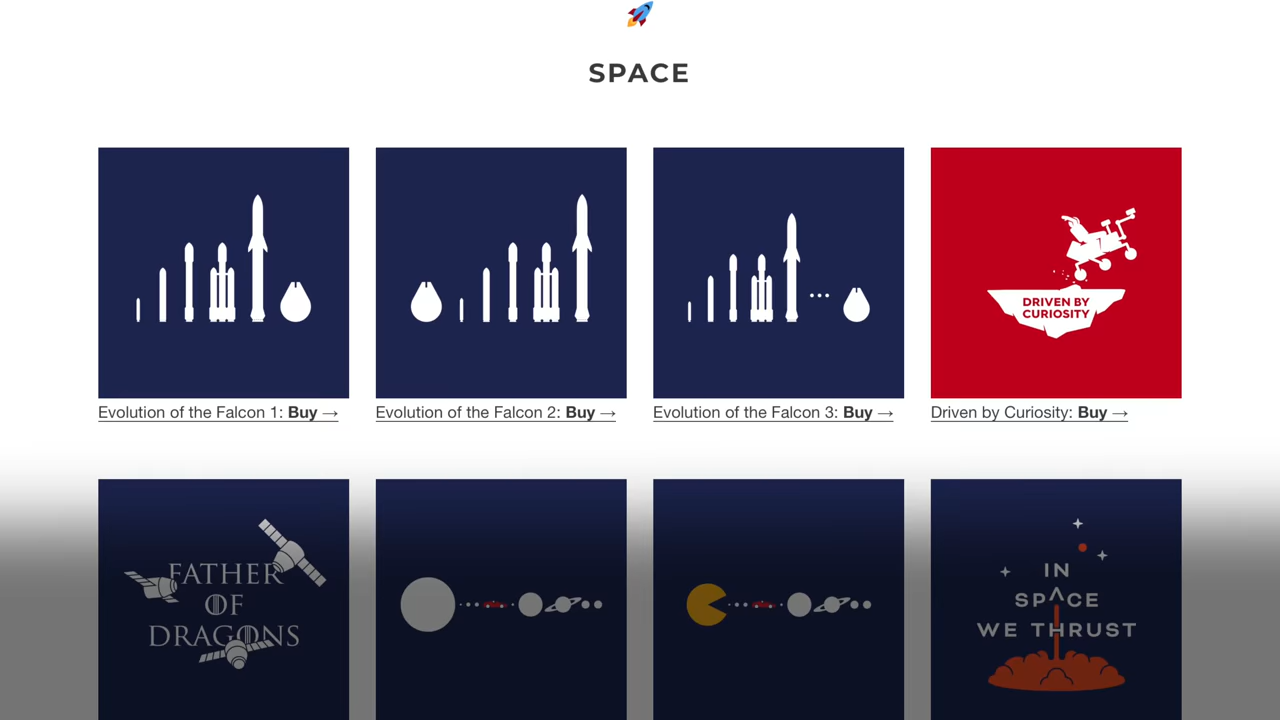 SPACE
DRIVEN BY
CURIOSITY
Evolution of the Falcon 1: Buy →
Evolution of the Falcon 2: Buy →
Evolution of the Falcon 3: Buy →
Driven by Curiosity: Buy →
FATHER
OF
DRAGONS
IN
SPACE
WE THRUST